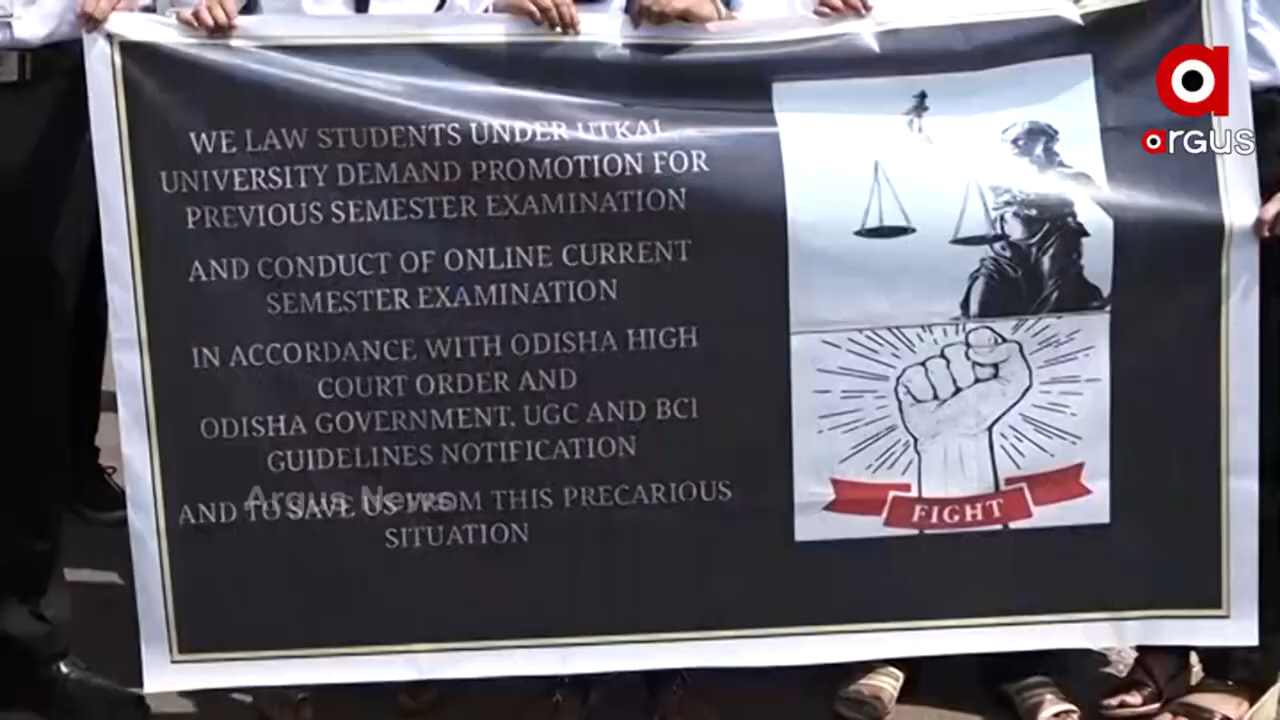 WE LAW STUDENTS UNDER UTKAL
UNIVERSITY DEMAND PROMOTION FOR
PREVIOUS SEMESTER EXAMINATION
AND CONDUCT OF ONLINE CURRENT
SEMESTER EXAMINATION
IN ACCORDANCE WITH ODISHA HIGH
COURT ORDER AND
ODISHA GOVERNMENT, UGC AND BCI
GUIDELINES NOTIFICATION
AND TO SAVE US FROM THIS PRECARIOUS
SITUATION
FIGHT
argus
Argus News